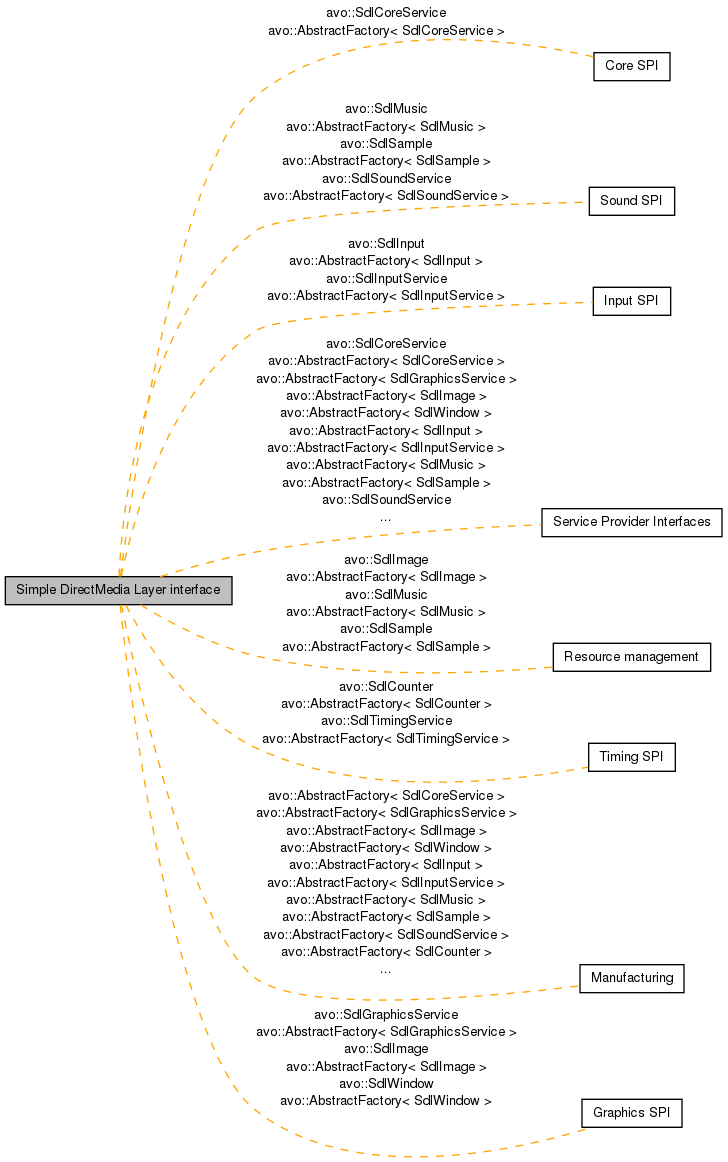 avo::SdlCoreService
avo::AbstractFactory< SdlCoreService >
Core SPI
avo::SdlMusic
avo::AbstractFactory< SdlMusic >
avo::SdlSample
avo::AbstractFactory< SdlSample >
avo::SdlSoundService
avo::AbstractFactory< SdlSoundService >
Sound SPI
avo::SdlInput
avo::AbstractFactory< SdlInput >
avo::SdlInputService
avo::AbstractFactory< SdlInputService >
Input SPI
avo::SdlCoreService
avo::AbstractFactory< SdlCoreService >
avo::AbstractFactory< SdlGraphicsService >
avo::AbstractFactory< SdlImage >
avo::AbstractFactory< SdlWindow >
avo::AbstractFactory< SdlInput >
avo::AbstractFactory< SdlInputService >
avo::AbstractFactory< SdlMusic >
avo::AbstractFactory< SdlSample >
avo::SdlSoundService
...
Service Provider Interfaces
Simple DirectMedia Layer interface
avo::SdlImage
avo::AbstractFactory< SdlImage >
avo::SdlMusic
avo::AbstractFactory< SdlMusic >
avo::SdlSample
avo::AbstractFactory< SdlSample >
Resource management
avo::SdlCounter
avo::AbstractFactory< SdlCounter >
avo::SdlTimingService
avo::AbstractFactory< SdlTimingService >
Timing SPI
avo::AbstractFactory< SdlCoreService >
avo::AbstractFactory< SdlGraphicsService >
avo::AbstractFactory< SdlImage >
avo::AbstractFactory< SdlWindow >
avo::AbstractFactory< SdlInput >
avo::AbstractFactory< SdlInputService >
avo::AbstractFactory< SdlMusic >
avo::AbstractFactory< SdlSample >
avo::AbstractFactory< SdlSoundService >
avo::AbstractFactory< SdlCounter >
...
Manufacturing
avo::SdlGraphicsService
avo::AbstractFactory< SdlGraphicsService >
avo::SdlImage
avo::AbstractFactory< SdlImage >
avo::SdlWindow
avo::AbstractFactory< SdlWindow >
Graphics SPI